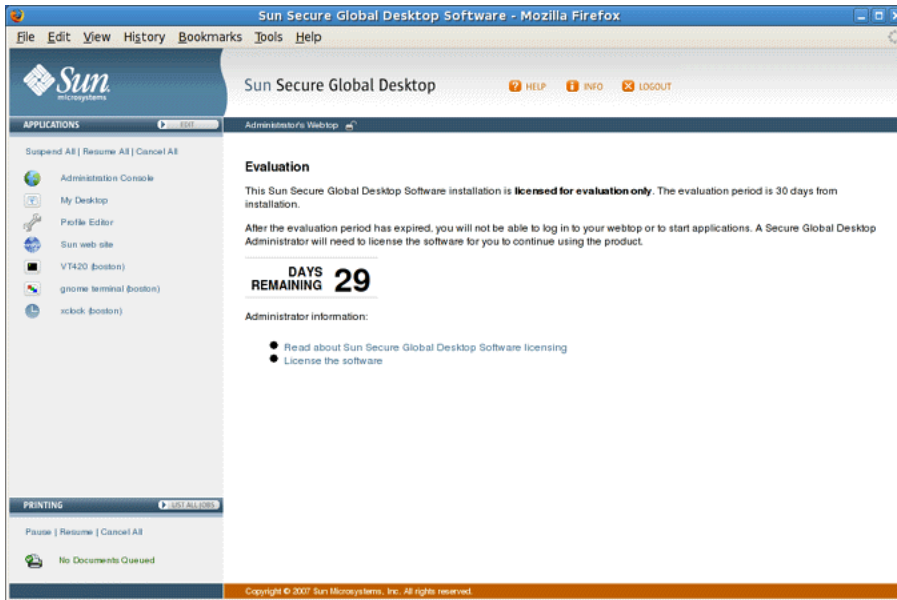 Sun Secure Global Desktop Software - Mozilla Firefox
File Edit View History Bookmarks Tools Help
Sun
microsystems
Sun Secure Global Desktop
? HELP
i INFO
X LOGOUT
APPLICATIONS
EDIT
Administrator's Webtop
Suspend All | Resume All | Cancel All
Administration Console
My Desktop
Profile Editor
Sun web site
VT420 (boston)
gnome terminal (boston)
xclock (boston)
Evaluation
This Sun Secure Global Desktop Software installation is licensed for evaluation only. The evaluation period is 30 days from
installation.
After the evaluation period has expired, you will not be able to log in to your webtop or to start applications. A Secure Global Desktop
Administrator will need to license the software for you to continue using the product.
DAYS
REMAINING 29
Administrator information:
Read about Sun Secure Global Desktop Software licensing
License the software
PRINTING
LIST ALL JOBS
Pause | Resume | Cancel All
No Documents Queued
Copyright © 2007 Sun Microsystems, Inc. All rights reserved.